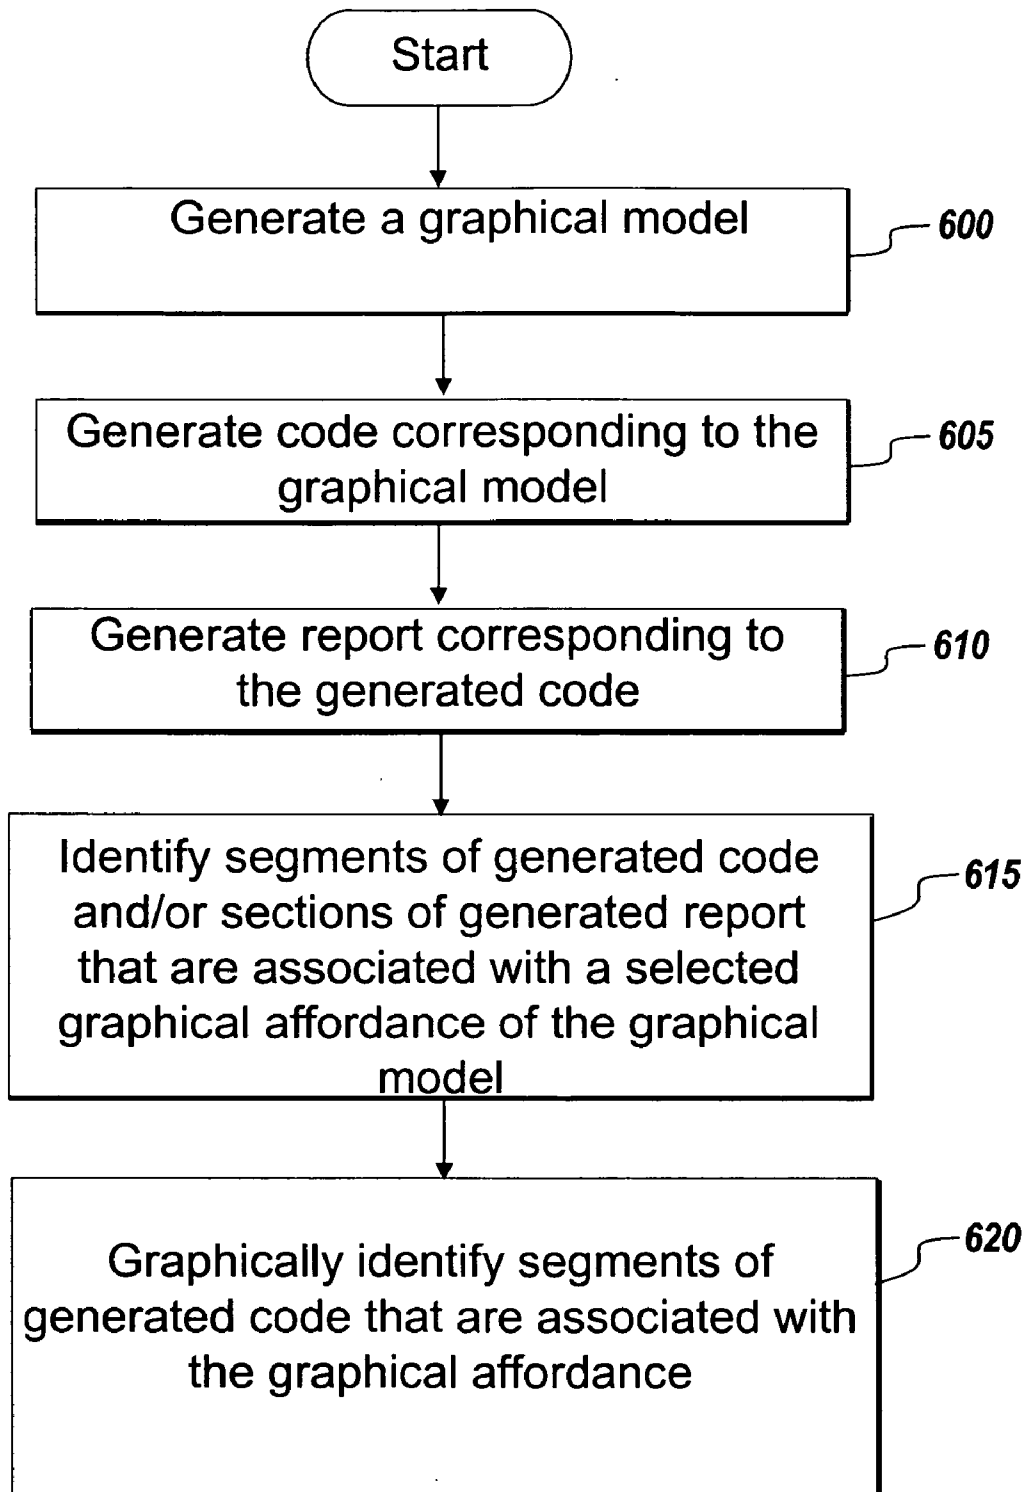 Start
Generate a graphical model
600
Generate code corresponding to the
graphical model
605
Generate report corresponding to
the generated code
610
Identify segments of generated code
and/or sections of generated report
that are associated with a selected
graphical affordance of the graphical
model
615
Graphically identify segments of
generated code that are associated with
the graphical affordance
620